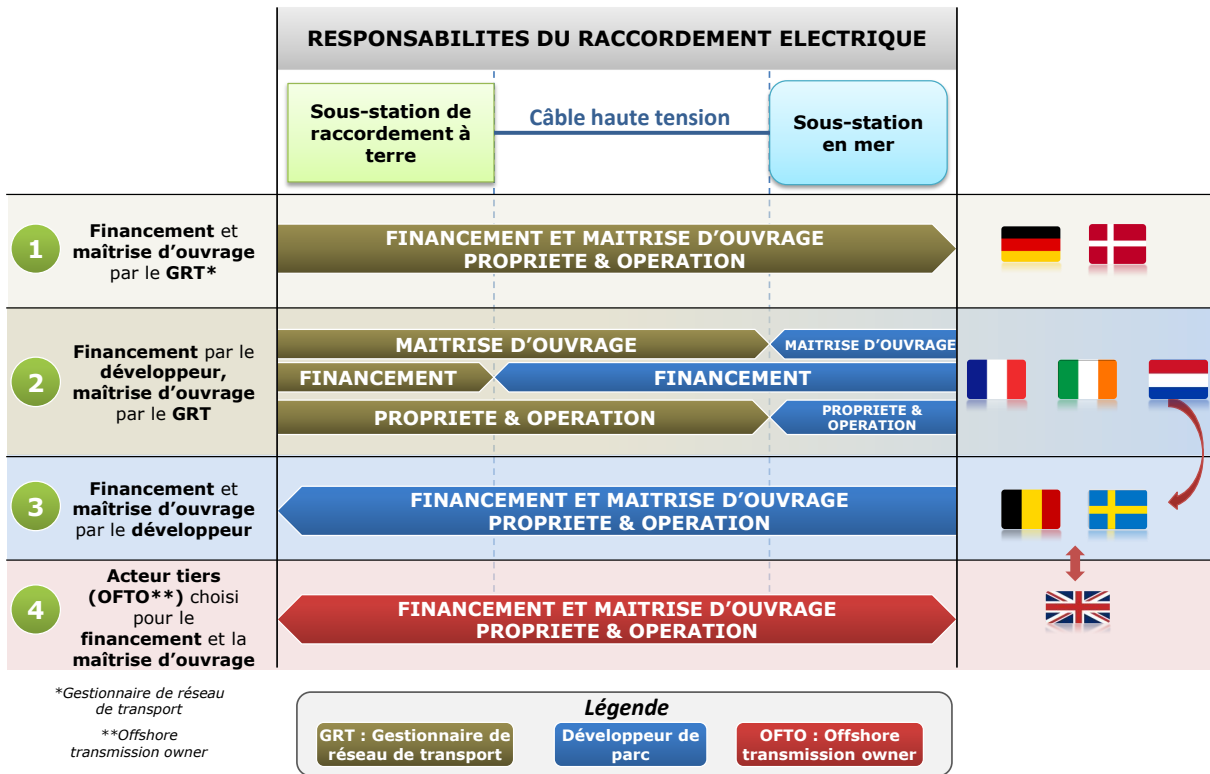 RESPONSABILITES DU RACCORDEMENT ELECTRIQUE
Sous-station de
raccordement à
terre
Câble haute tension
Sous-station
en mer
1
Financement et
maîtrise d'ouvrage
par le GRT*
FINANCEMENT ET MAITRISE D'OUVRAGE
PROPRIETE & OPERATION
2
Financement par le
développeur,
maîtrise d'ouvrage
par le GRT
MAITRISE D'OUVRAGE
MAITRISE D'OUVRAGE
FINANCEMENT
FINANCEMENT
PROPRIETE & OPERATION
PROPRIETE &
OPERATION
3
Financement et
maîtrise d'ouvrage
par le développeur
FINANCEMENT ET MAITRISE D'OUVRAGE
PROPRIETE & OPERATION
4
Acteur tiers
(OFTO**) choisi
pour le
financement et la
maîtrise d'ouvrage
FINANCEMENT ET MAITRISE D'OUVRAGE
PROPRIETE & OPERATION
*Gestionnaire de réseau
de transport
**Offshore
transmission owner
Légende
GRT : Gestionnaire de
réseau de transport
Développeur de
parc
OFTO : Offshore
transmission owner